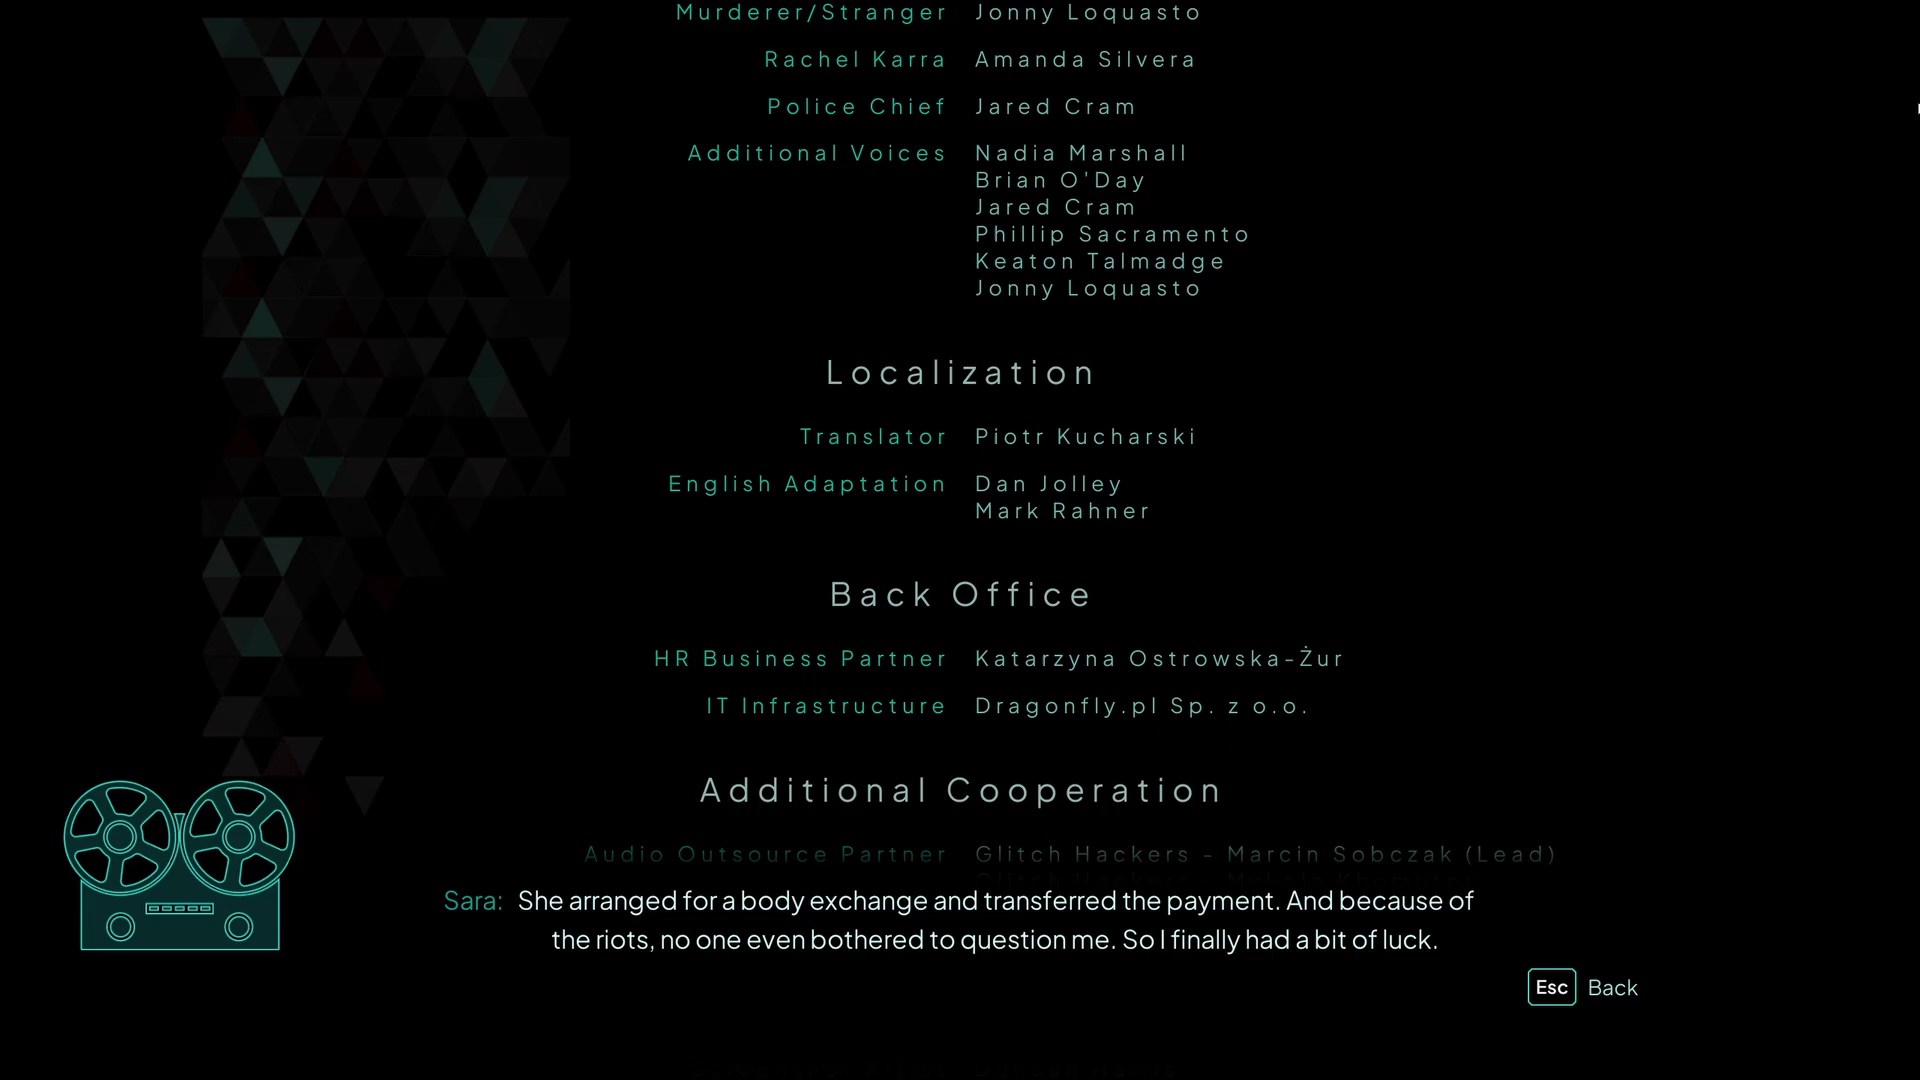 Murderer/Stranger Jonny Loquasto
Rachel Karra Amanda Silvera
Police Chief Jared Cram
Additional Voices Nadia Marshall
Brian O'Day
Jared Cram
Phillip Sacramento
Keaton Talmadge
Jonny Loquasto
Localization
Translator Piotr Kucharski
English Adaptation Dan Jolley
Mark Rahner
Back Office
HR Business Partner Katarzyna Ostrowska-Żur
IT Infrastructure Dragonfly.pl Sp. z o.o.
Additional Cooperation
Audio Outsource Partner Glitch Hackers - Marcin Sobczak (Lead)
Sara: She arranged for a body exchange and transferred the payment. And because of
the riots, no one even bothered to question me. So I finally had a bit of luck.
Esc Back